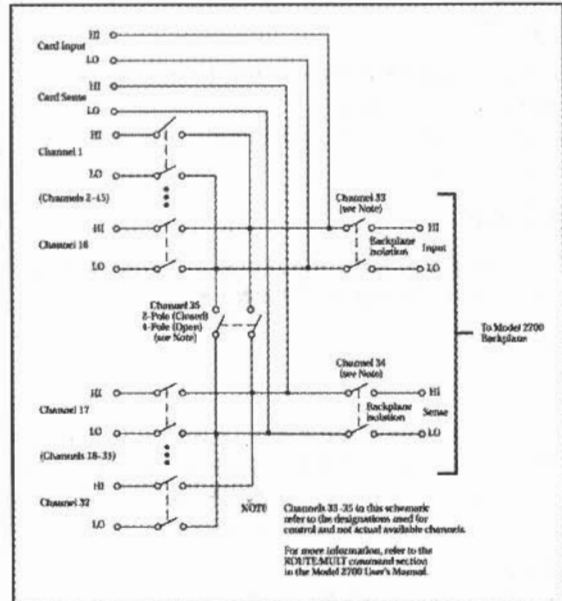 HI
Card Input
LO
HI
Card Sense
LO
HI
Channel 1
LO
(Channels 2-15)
HI
Channel 16
LO
Channel 33
(see Note)
HI
Backplane
isolation
Input
LO
Channel 35
2-Pole (Closed)
4-Pole (Open)
(see Note)
To Model 2700
Backplane
Channel 34
(see Note)
HI
Channel 17
LO
HI
Backplane
isolation
Sense
LO
(Channels 18-31)
HI
Channel 32
LO
NOTE
Channels 33-35 in this schematic
refer to the designations used for
control and not actual available channels.
For more information, refer to the
ROUTe:MULT command section
in the Model 2700 User's Manual.